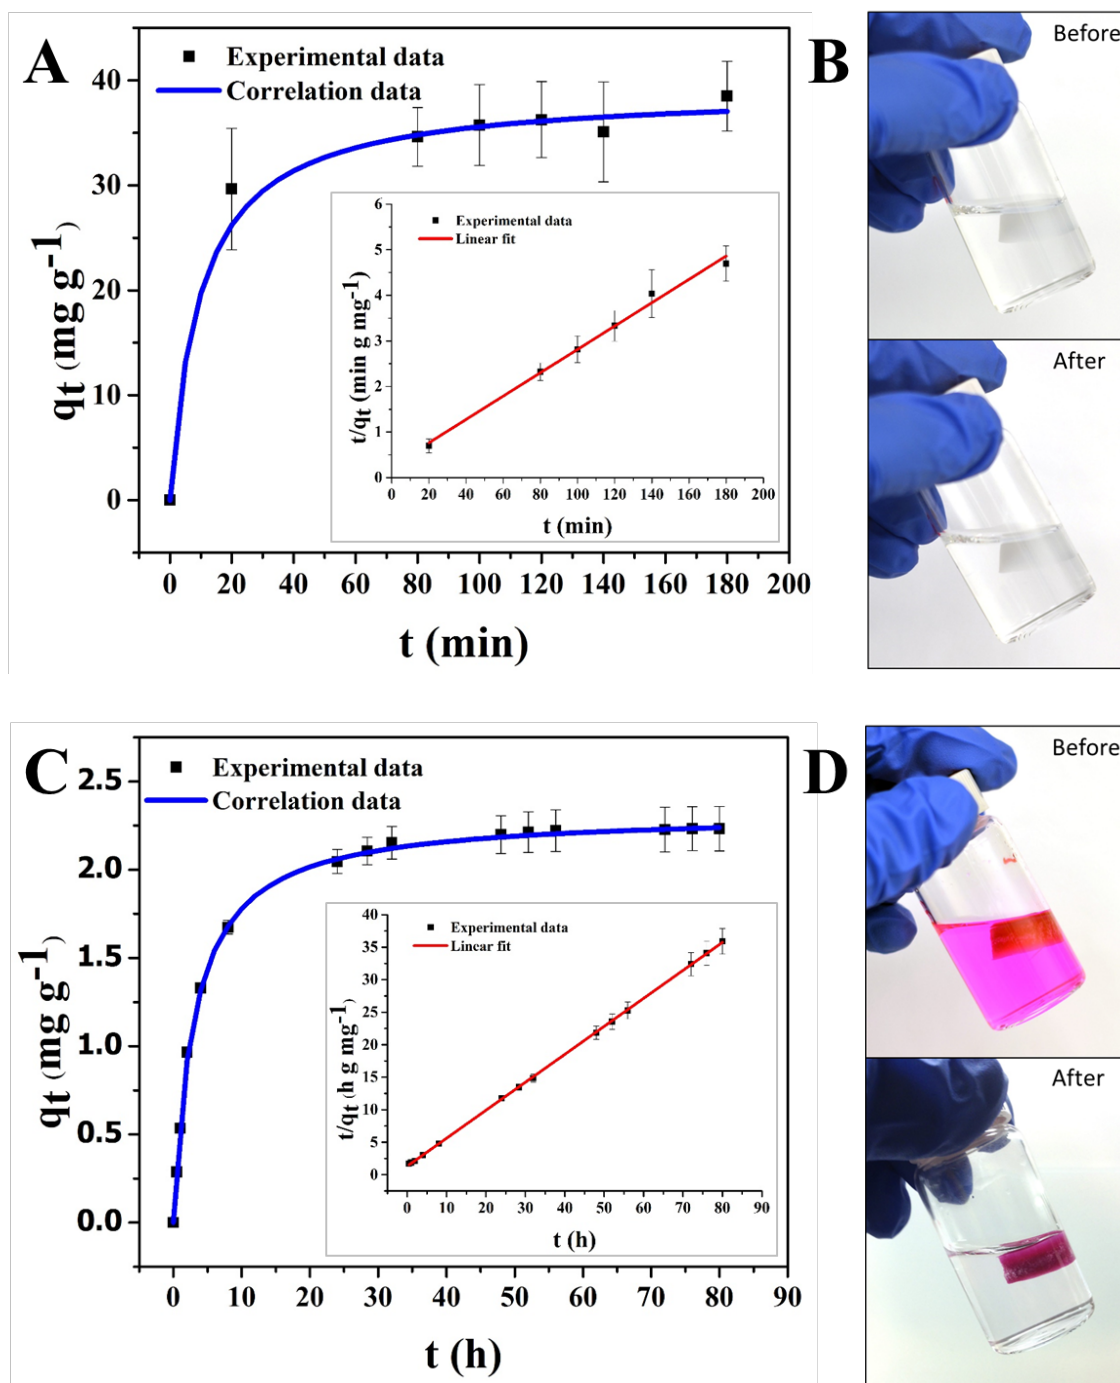 A
Experimental data
Correlation data
qt (mg g-1)
40
30
20
10
0
0 20 40 60 80 100 120 140 160 180 200
t (min)
Experimental data
Linear fit
t/qt (min g mg-1)
6
5
4
3
2
1
0
0 20 40 60 80 100 120 140 160 180 200
t (min)
B
Before
After
C
Experimental data
Correlation data
qt (mg g-1)
2.5
2.0
1.5
1.0
0.5
0.0
0 10 20 30 40 50 60 70 80 90
t (h)
Experimental data
Linear fit
t/qt (h g mg-1)
40
35
30
25
20
15
10
5
0
0 10 20 30 40 50 60 70 80 90
t (h)
D
Before
After